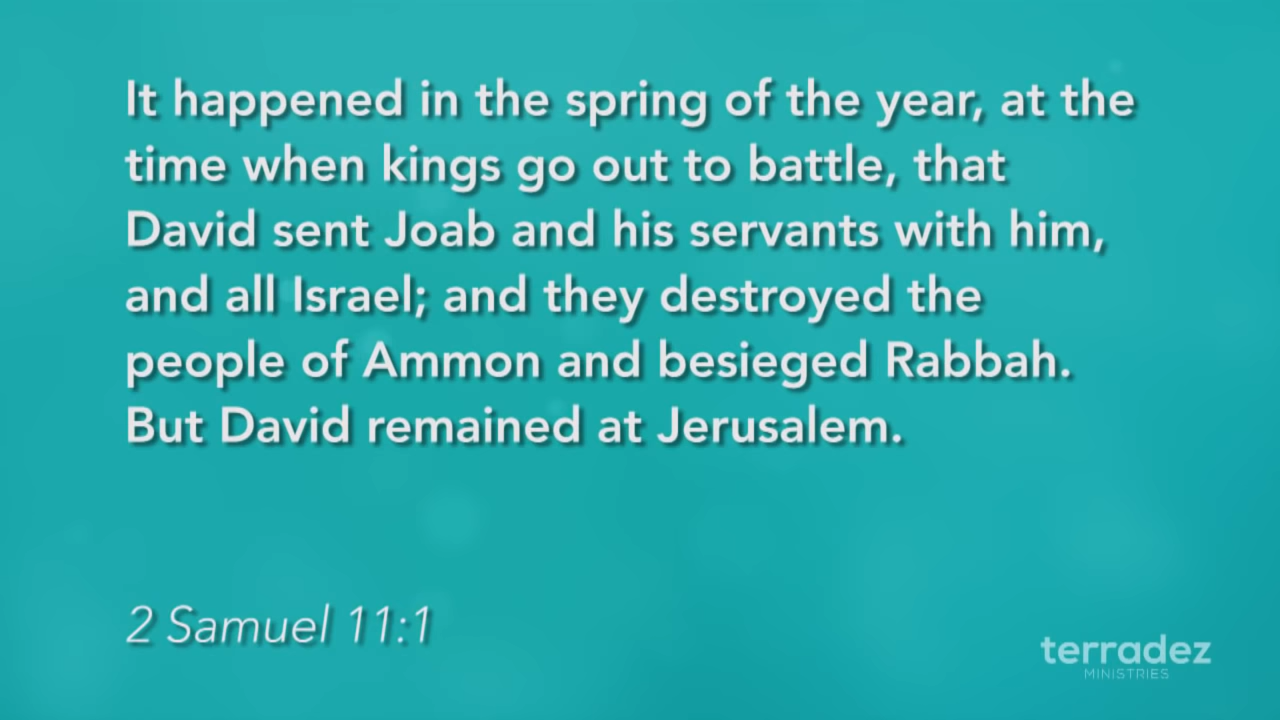 It happened in the spring of the year, at the
time when kings go out to battle, that
David sent Joab and his servants with him,
and all Israel; and they destroyed the
people of Ammon and besieged Rabbah.
But David remained at Jerusalem.
2 Samuel 11:1
terradez
MINISTRIES